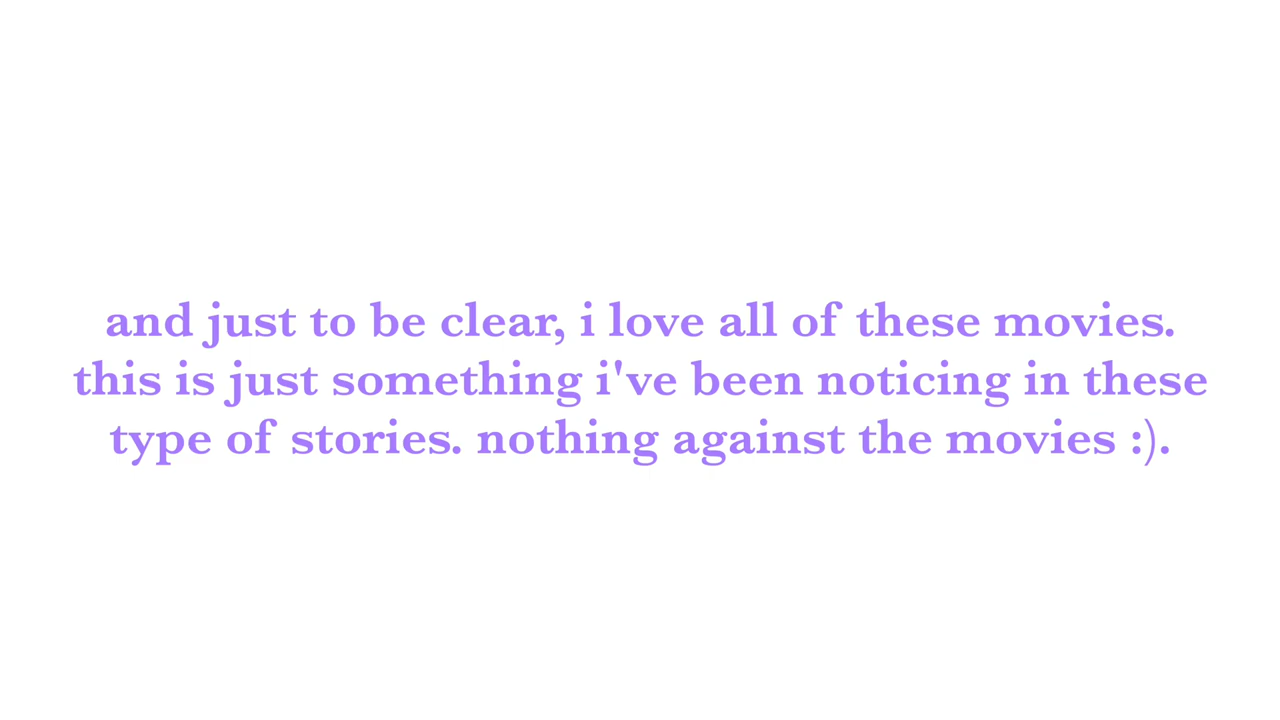 and just to be clear, i love all of these movies.
this is just something i've been noticing in these
type of stories. nothing against the movies :).